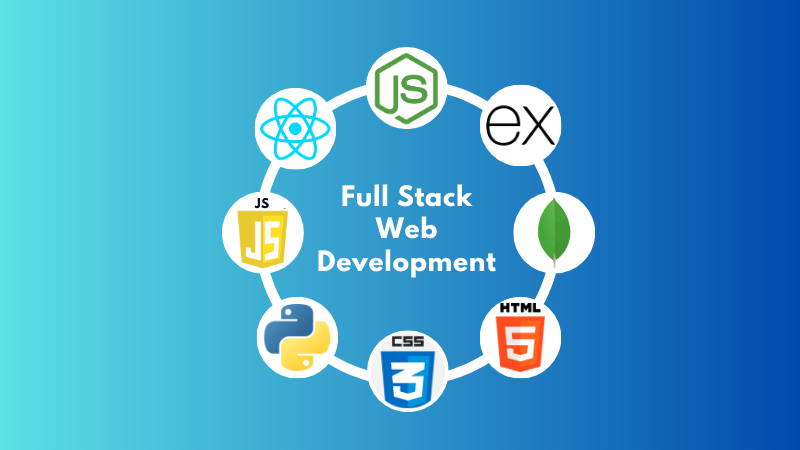 JS
ex
Full Stack
Web
Development
JS
JS
HTML
5
CSS
3